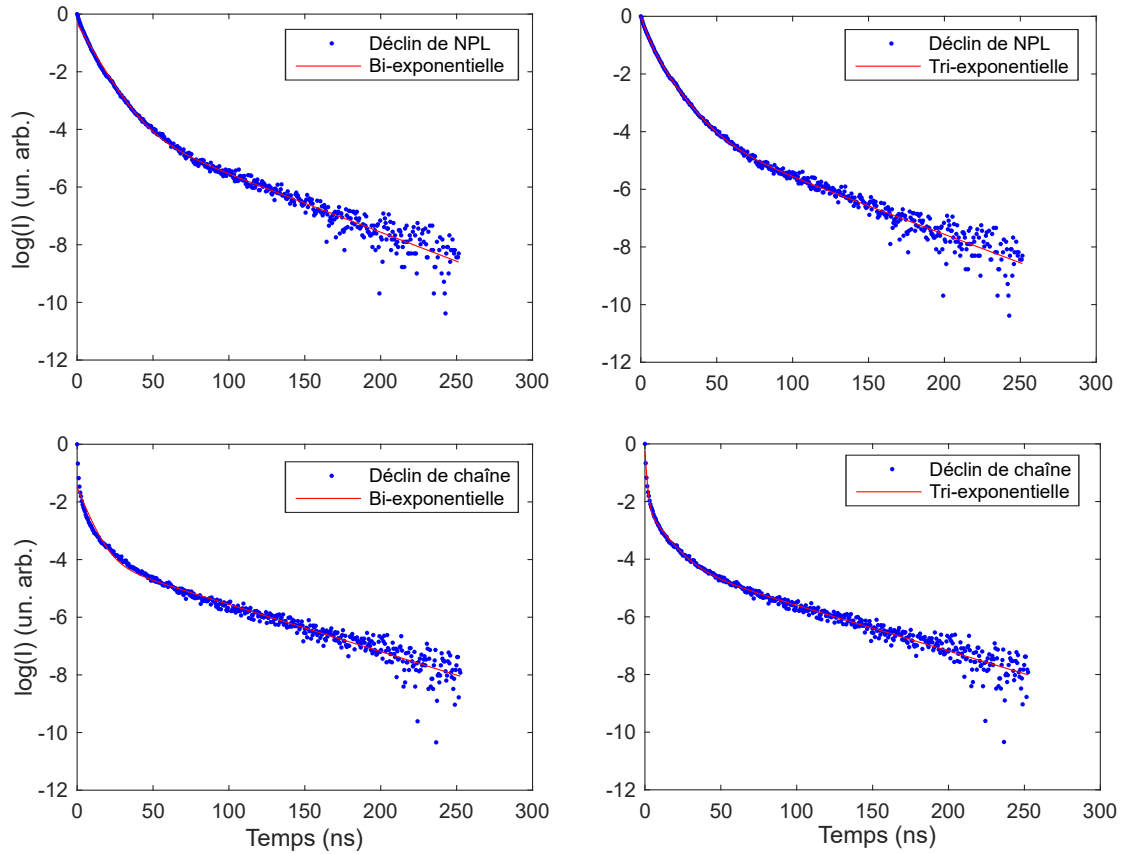 Déclin de NPL
Bi-exponentielle
log(I) (un. arb.)
0
-2
-4
-6
-8
-10
-12
0 50 100 150 200 250 300
Déclin de NPL
Tri-exponentielle
0
-2
-4
-6
-8
-10
-12
0 50 100 150 200 250 300
Déclin de chaîne
Bi-exponentielle
log(I) (un. arb.)
0
-2
-4
-6
-8
-10
-12
0 50 100 150 200 250 300
Temps (ns)
Déclin de chaîne
Tri-exponentielle
0
-2
-4
-6
-8
-10
-12
0 50 100 150 200 250 300
Temps (ns)